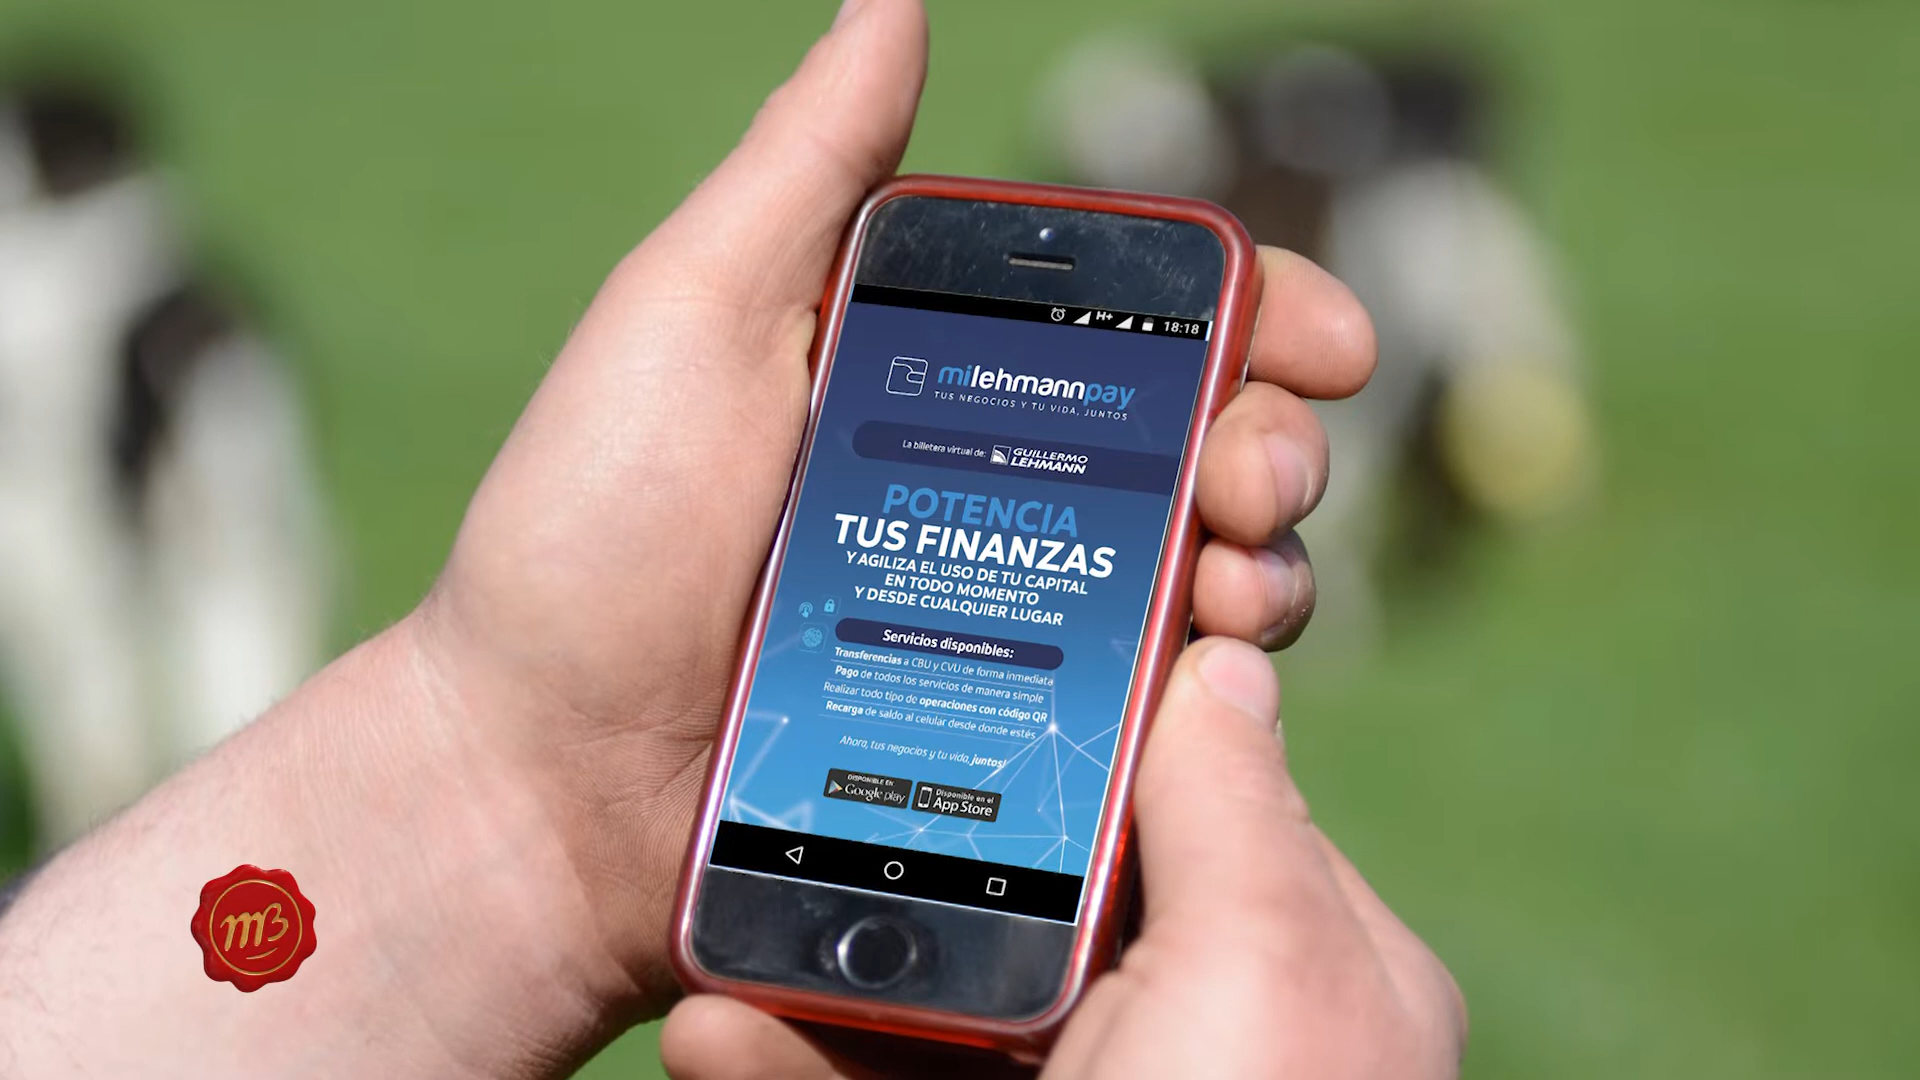 H+ 18:18
milehmannpay
TUS NEGOCIOS Y TU VIDA, JUNTOS
La billetera virtual de: GUILLERMO
LEHMANN
POTENCIA
TUS FINANZAS
Y AGILIZA EL USO DE TU CAPITAL
EN TODO MOMENTO
Y DESDE CUALQUIER LUGAR
Servicios disponibles:
Transferencias a CBU y CVU de forma inmediata
Pago de todos los servicios de manera simple
Realizar todo tipo de operaciones con código QR
Recarga de saldo al celular desde donde estés
Ahora, tus negocios y tu vida, juntos!
DISPONIBLE EN
Google play
Disponible en el
App Store
mB